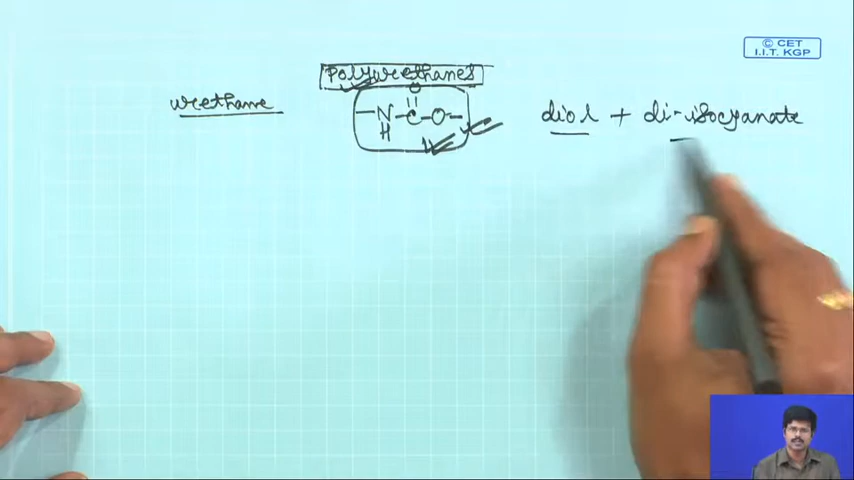 © CET
I.I.T. KGP
Polyurethanes
urethane
O
-N-C-O- diol + di-isocyanate
H